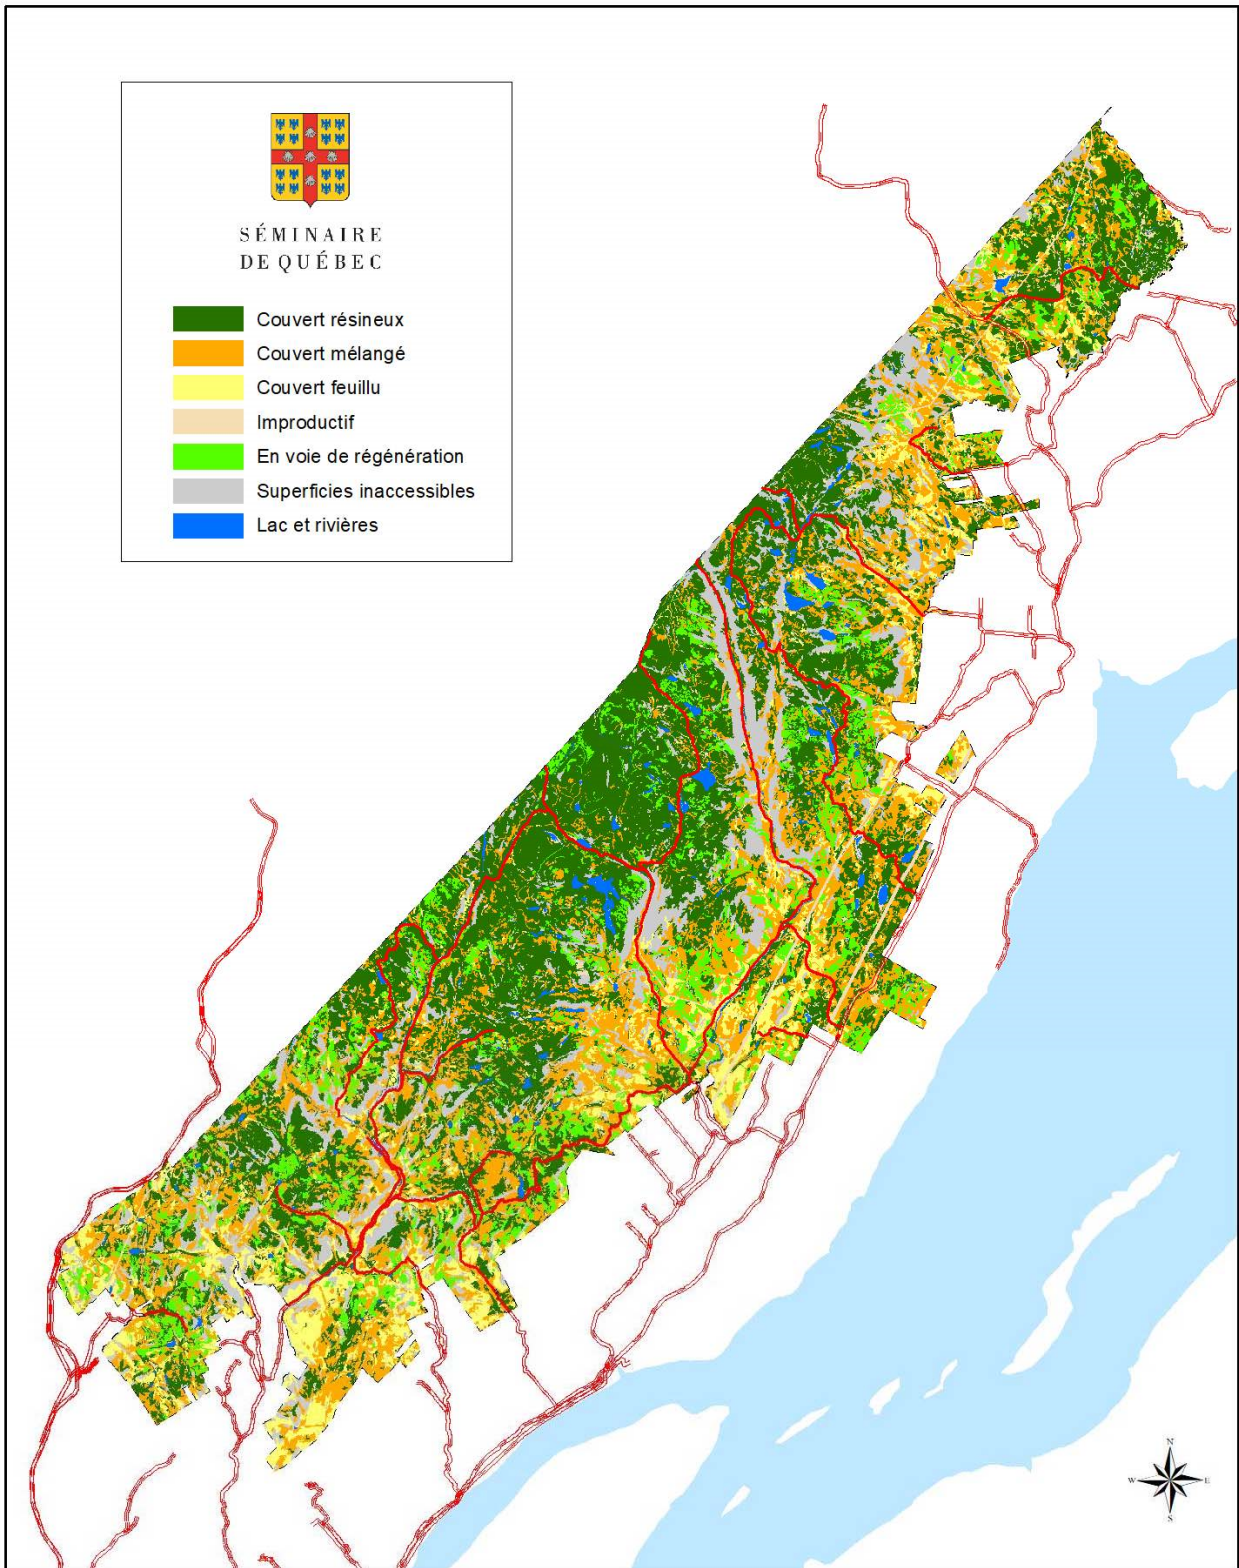 SÉMINAIRE
DE QUÉBEC
Couvert résineux
Couvert mélangé
Couvert feuillu
Improductif
En voie de régénération
Superficies inaccessibles
Lac et rivières
N
W
E
S